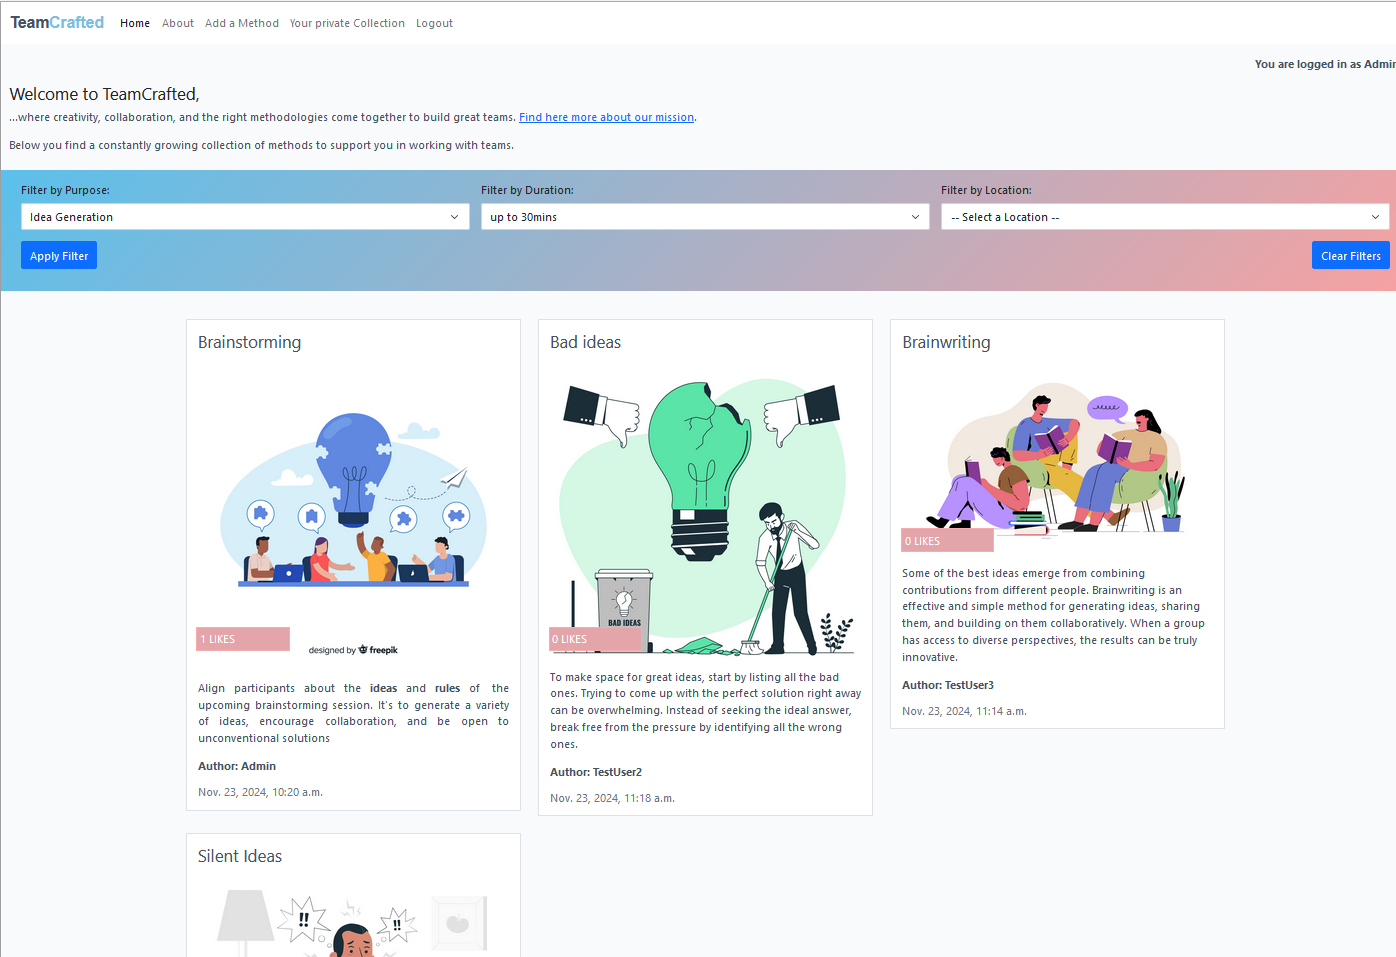 TeamCrafted Home About Add a Method Your private Collection Logout
You are logged in as Admin
Welcome to TeamCrafted,
...where creativity, collaboration, and the right methodologies come together to build great teams. Find here more about our mission.
Below you find a constantly growing collection of methods to support you in working with teams.
Filter by Purpose: Filter by Duration: Filter by Location:
Idea Generation up to 30mins -- Select a Location --
Apply Filter Clear Filters
Brainstorming
1 LIKES
designed by freepik
Align participants about the ideas and rules of the
upcoming brainstorming session. It's to generate a variety
of ideas, encourage collaboration, and be open to
unconventional solutions
Author: Admin
Nov. 23, 2024, 10:20 a.m.
Bad ideas
BAD IDEAS
0 LIKES
To make space for great ideas, start by listing all the bad
ones. Trying to come up with the perfect solution right away
can be overwhelming. Instead of seeking the ideal answer,
break free from the pressure by identifying all the wrong
ones.
Author: TestUser2
Nov. 23, 2024, 11:18 a.m.
Brainwriting
0 LIKES
Some of the best ideas emerge from combining
contributions from different people. Brainwriting is an
effective and simple method for generating ideas, sharing
them, and building on them collaboratively. When a group
has access to diverse perspectives, the results can be truly
innovative.
Author: TestUser3
Nov. 23, 2024, 11:14 a.m.
Silent Ideas
!! !!